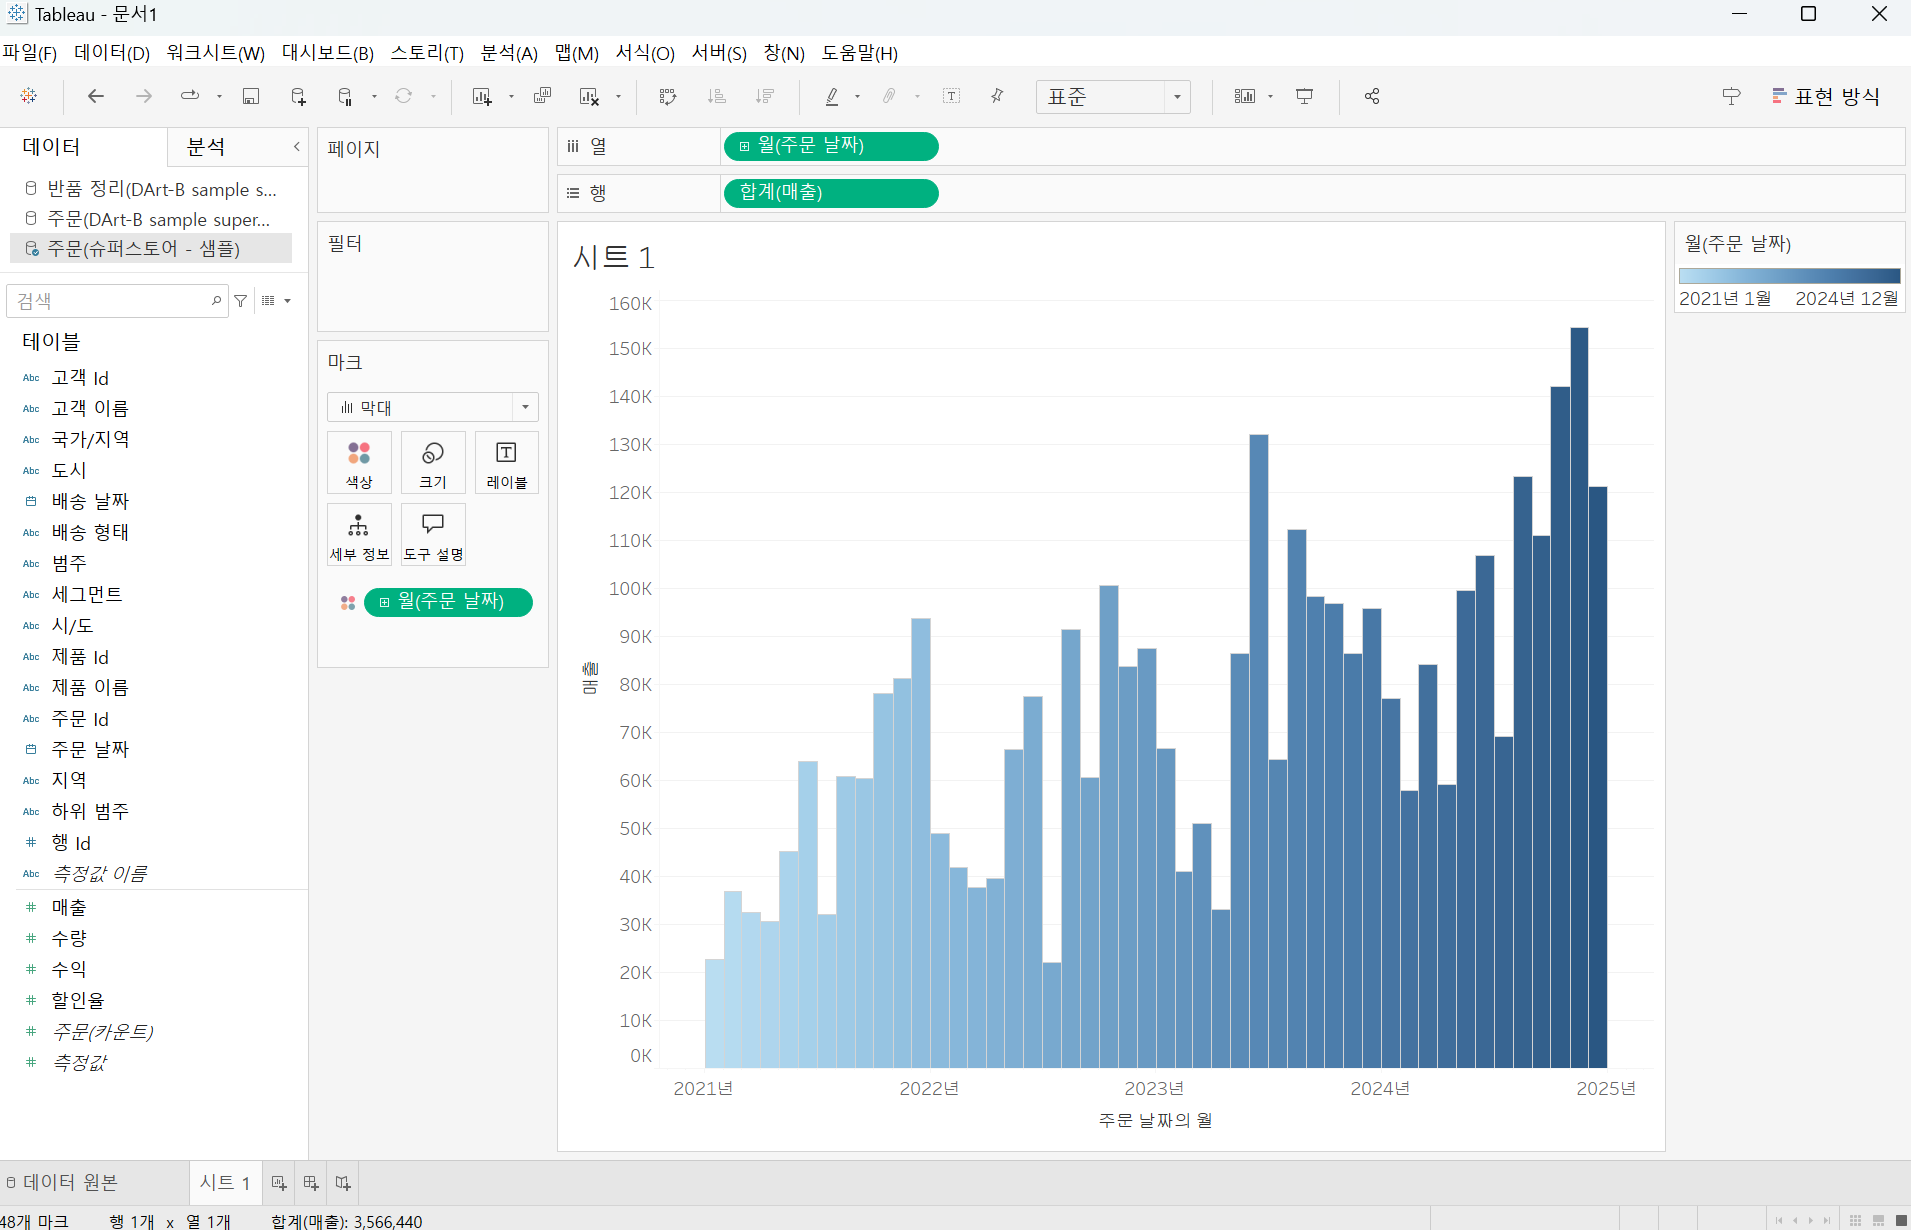 Tableau - 문서1
파일(F) 데이터(D) 워크시트(W) 대시보드(B) 스토리(T) 분석(A) 맵(M) 서식(O) 서버(S) 창(N) 도움말(H)
표준
표현 방식
데이터 분석
반품 정리(DArt-B sample s...
주문(DArt-B sample super...
주문(슈퍼스토어 - 샘플)
검색
테이블
Abc 고객 Id
Abc 고객 이름
Abc 국가/지역
Abc 도시
배송 날짜
Abc 배송 형태
Abc 범주
Abc 세그먼트
Abc 시/도
Abc 제품 Id
Abc 제품 이름
Abc 주문 Id
주문 날짜
Abc 지역
Abc 하위 범주
# 행 Id
Abc 측정값 이름
# 매출
# 수량
# 수익
# 할인율
# 주문(카운트)
# 측정값
페이지
필터
마크
막대
색상 크기 레이블
세부 정보 도구 설명
월(주문 날짜)
열 월(주문 날짜)
행 합계(매출)
시트 1
160K
150K
140K
130K
120K
110K
100K
90K
80K
70K
60K
50K
40K
30K
20K
10K
0K
매출
2021년 2022년 2023년 2024년 2025년
주문 날짜의 월
월(주문 날짜)
2021년 1월 2024년 12월
데이터 원본 시트 1
48개 마크 행 1개 x 열 1개 합계(매출): 3,566,440